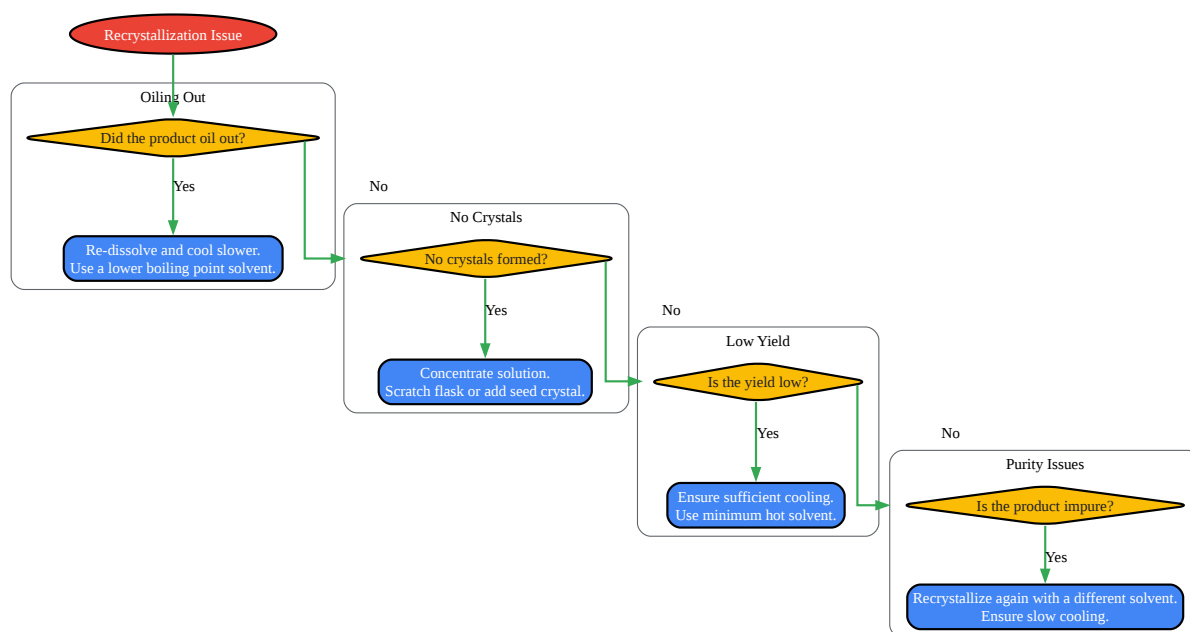 Recrystallization Issue
Oiling Out
Did the product oil out?
Yes
Re-dissolve and cool slower.
Use a lower boiling point solvent.
No
No Crystals
No crystals formed?
Yes
Concentrate solution.
Scratch flask or add seed crystal.
No
Low Yield
Is the yield low?
Yes
Ensure sufficient cooling.
Use minimum hot solvent.
No
Purity Issues
Is the product impure?
Yes
Recrystallize again with a different solvent.
Ensure slow cooling.